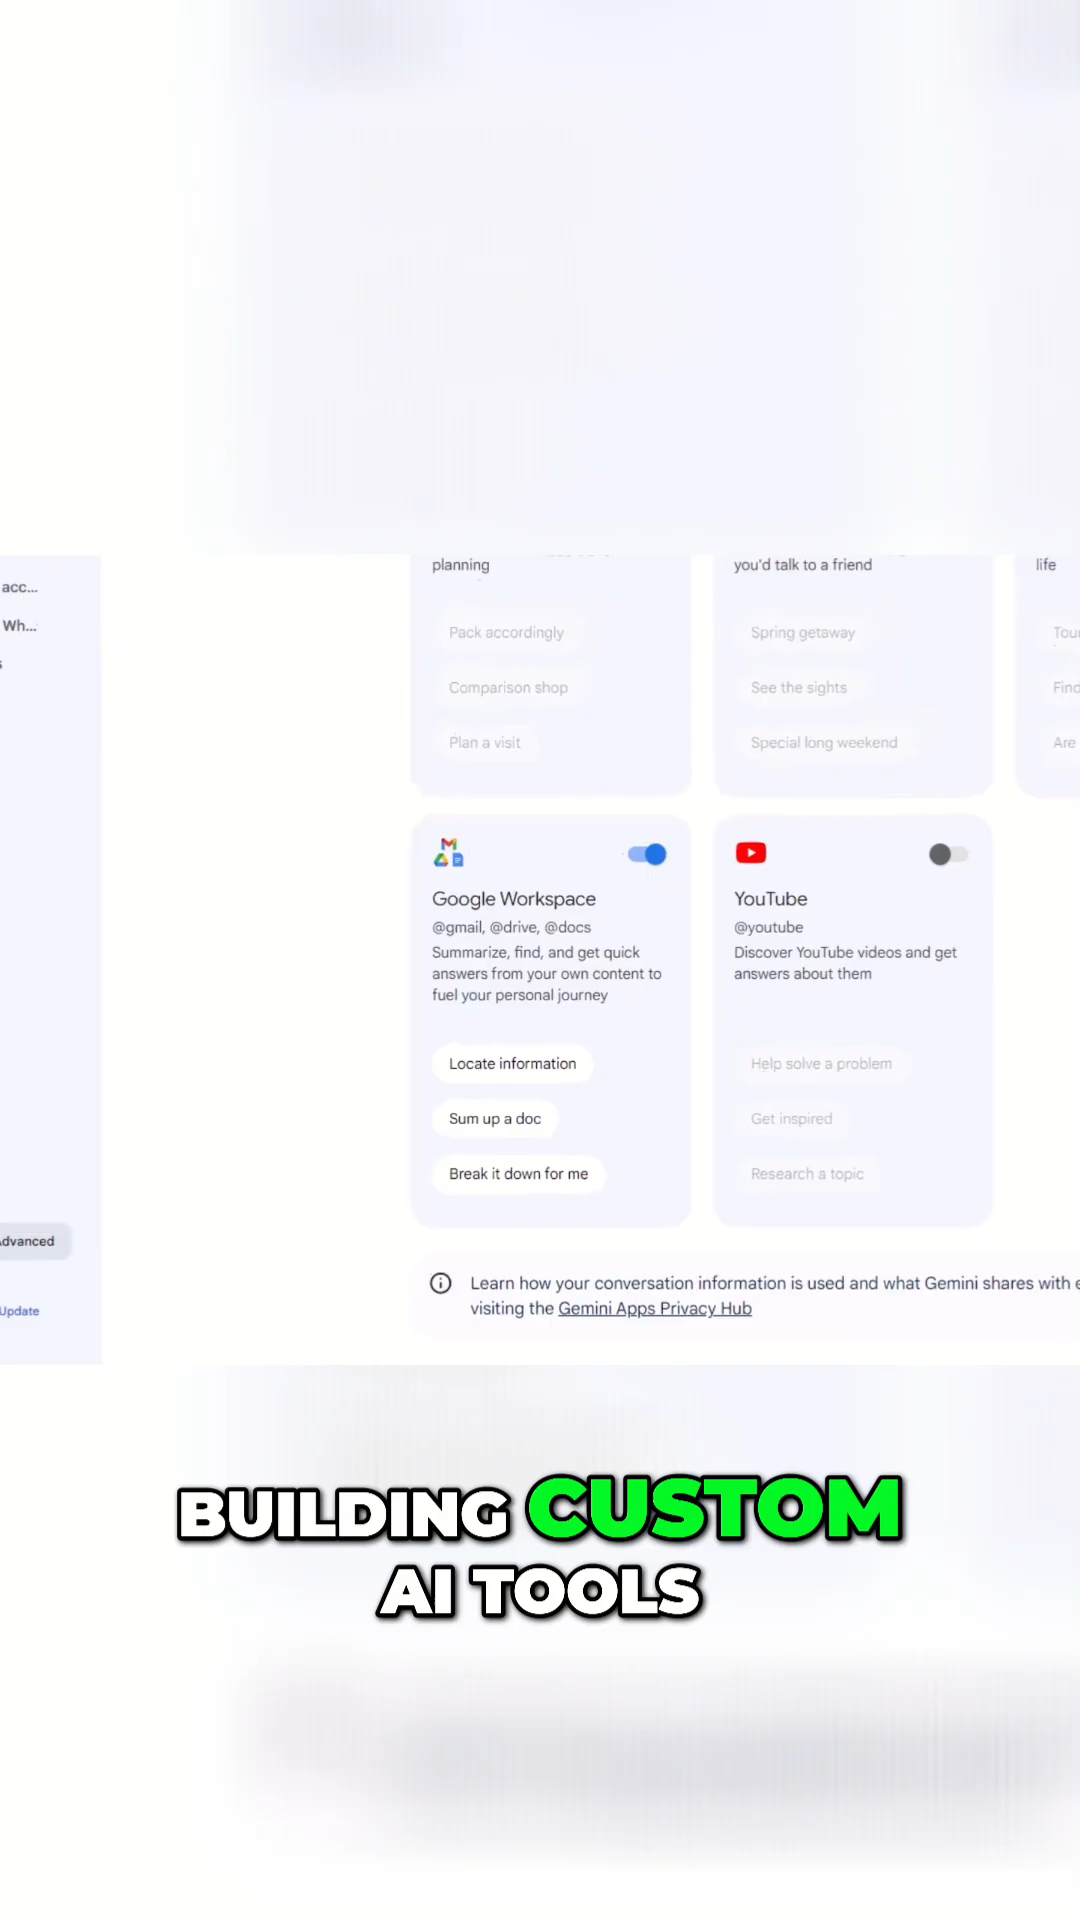 acc...
Wh...
s
planning
you'd talk to a friend
life
Pack accordingly
Spring getaway
Tour
Comparison shop
See the sights
Find
Plan a visit
Special long weekend
Are
Google Workspace
@gmail, @drive, @docs
Summarize, find, and get quick
answers from your own content to
fuel your personal journey
Locate information
Sum up a doc
Break it down for me
YouTube
@youtube
Discover YouTube videos and get
answers about them
Help solve a problem
Get inspired
Research a topic
Advanced
Update
Learn how your conversation information is used and what Gemini shares with e
visiting the Gemini Apps Privacy Hub
BUILDING CUSTOM
AI TOOLS